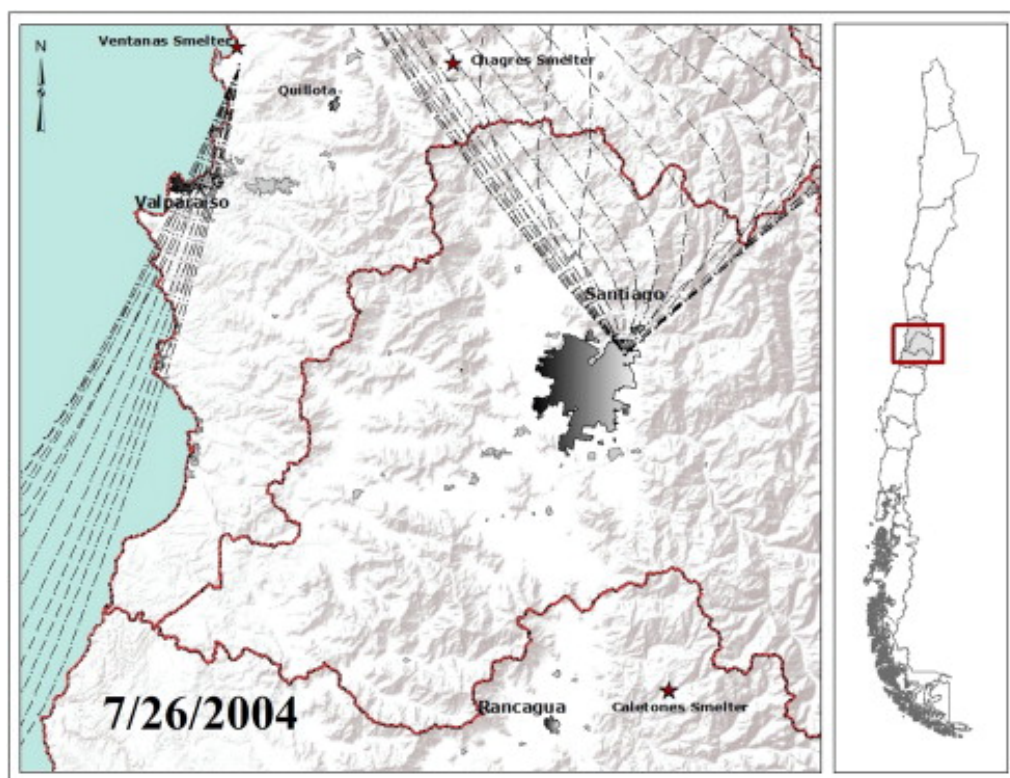 N
Ventanas Smelter
Chagres Smelter
Quillota
Valparaiso
Santiago
7/26/2004
Rancagua
Caletones Smelter